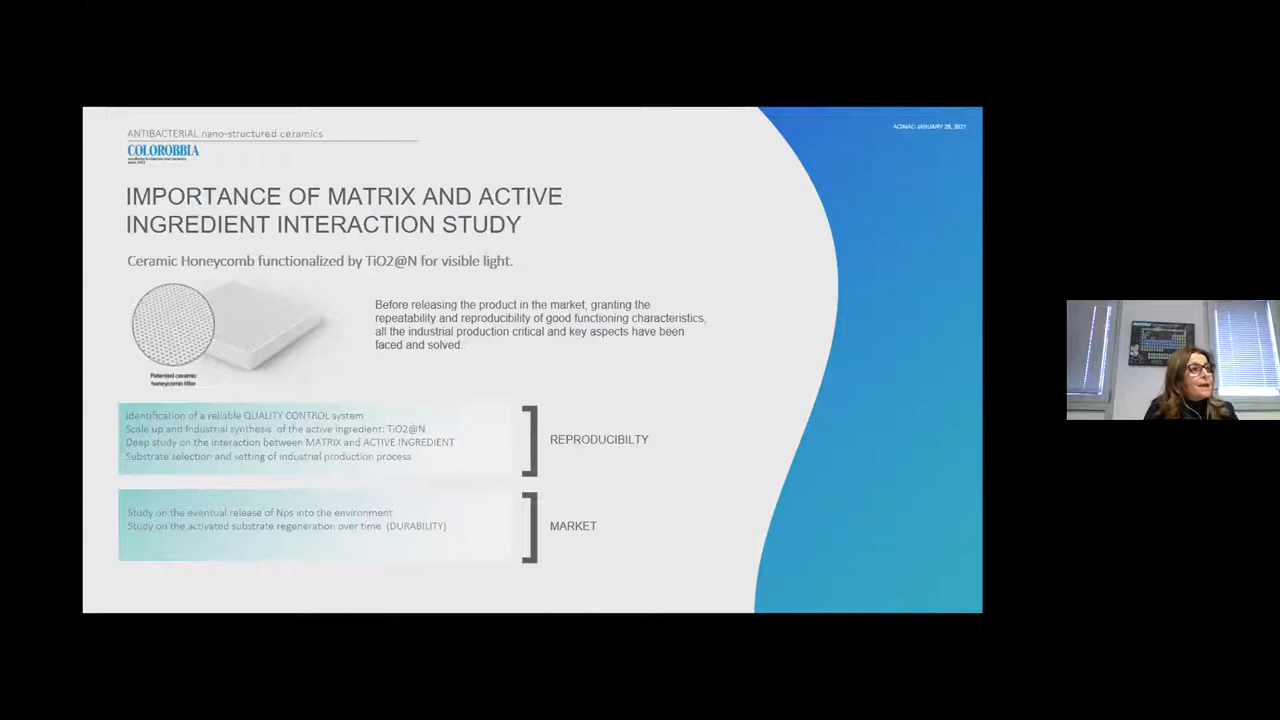 ANTIBACTERIAL nano-structured ceramics
COLOROBBIA
ACIMAC JANUARY 28, 2021
IMPORTANCE OF MATRIX AND ACTIVE
INGREDIENT INTERACTION STUDY
Ceramic Honeycomb functionalized by TiO2@N for visible light.
Before releasing the product in the market, granting the
repeatability and reproducibility of good functioning characteristics,
all the industrial production critical and key aspects have been
faced and solved..
Patented ceramic
honeycomb filter
Identification of a reliable QUALITY CONTROL system
Scale up and Industrial synthesis of the active ingredient: TiO2@N
Deep study on the interaction between MATRIX and ACTIVE INGREDIENT
Substrate selection and setting of industrial production process
REPRODUCIBILTY
Study on the eventual release of Nps into the environment
Study on the activated substrate regeneration over time (DURABILITY)
MARKET